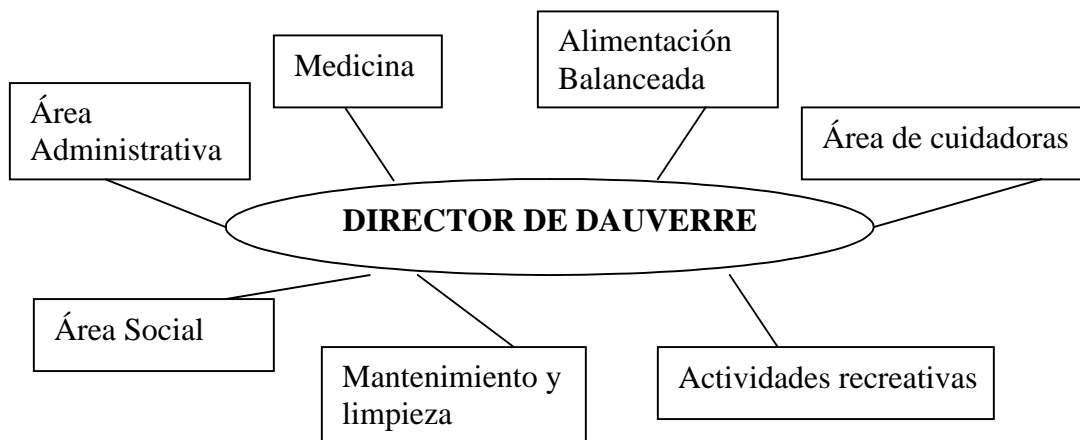 Medicina
Alimentación
Balanceada
Área
Administrativa
Área de cuidadoras
DIRECTOR DE DAUVERRE
Área Social
Mantenimiento y
limpieza
Actividades recreativas